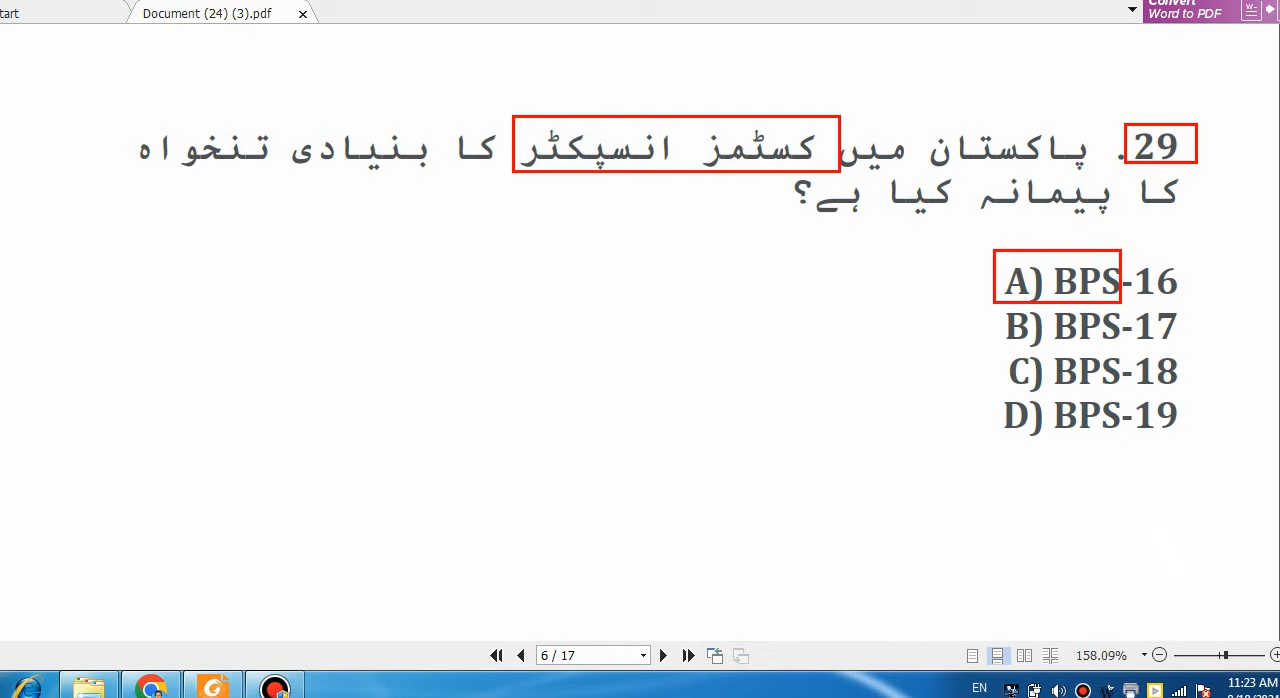 tart
Document (24) (3).pdf
Convert
Word to PDF
29. پاکستان میں کسٹمز انسپکٹر کا بنیادی تنخواہ
کا پیمانہ کیا ہے؟
A) BPS-16
B) BPS-17
C) BPS-18
D) BPS-19
6 / 17
158.09%
EN
11:23 AM